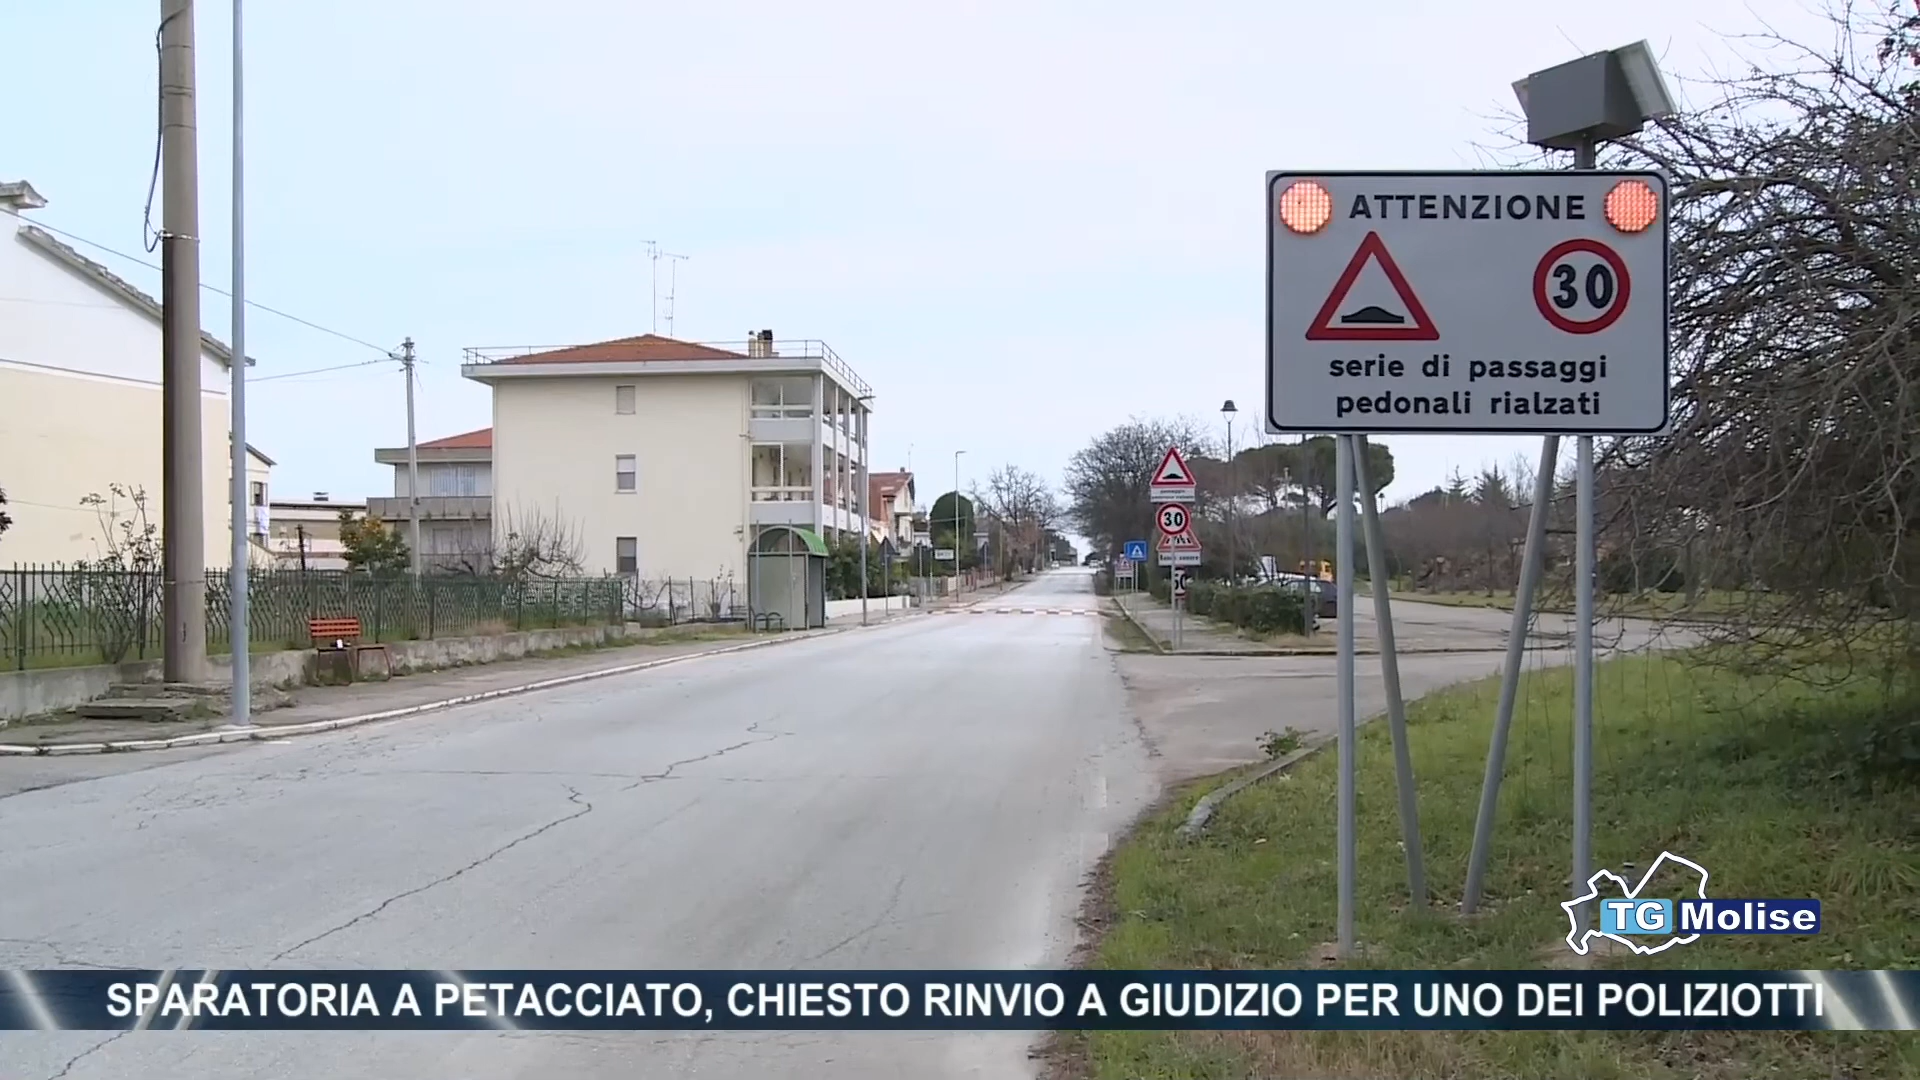 ATTENZIONE
30
serie di passaggi
pedonali rialzati
30
TG Molise
SPARATORIA A PETACCIATO, CHIESTO RINVIO A GIUDIZIO PER UNO DEI POLIZIOTTI